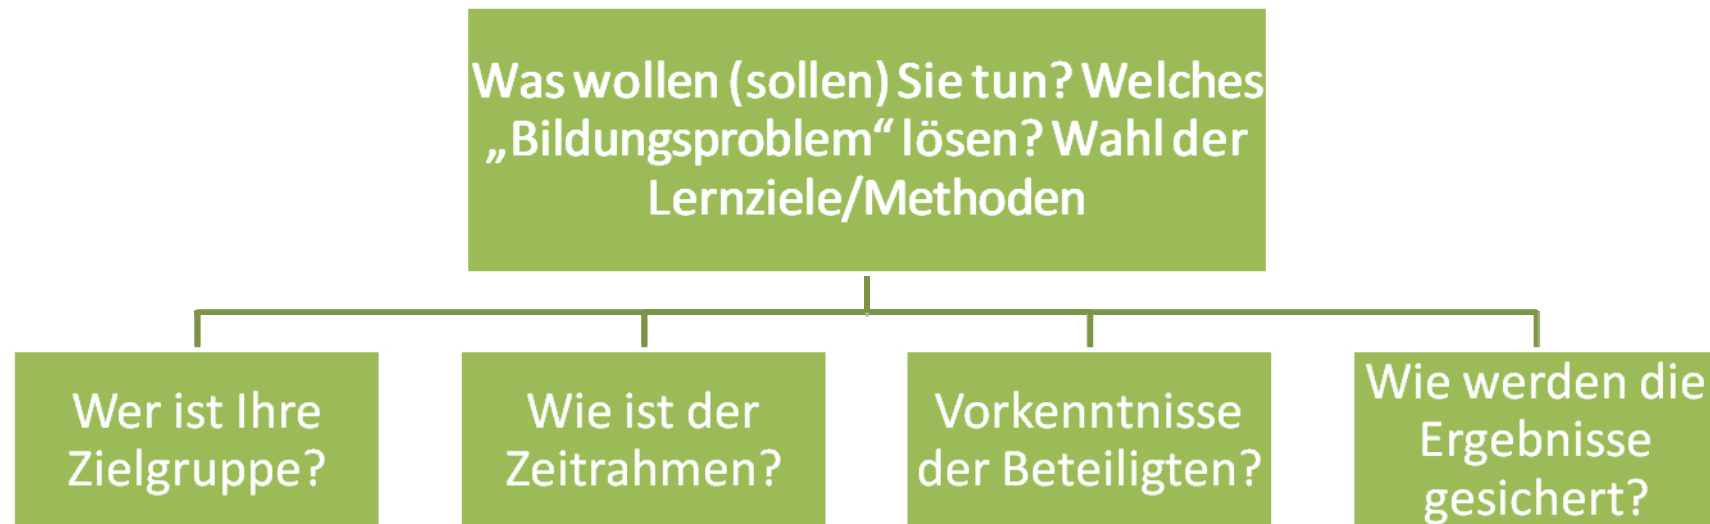 Was wollen (sollen) Sie tun? Welches
„Bildungsproblem“ lösen? Wahl der
Lernziele/Methoden
Wer ist Ihre
Zielgruppe?
Wie ist der
Zeitrahmen?
Vorkenntnisse
der Beteiligten?
Wie werden die
Ergebnisse
gesichert?